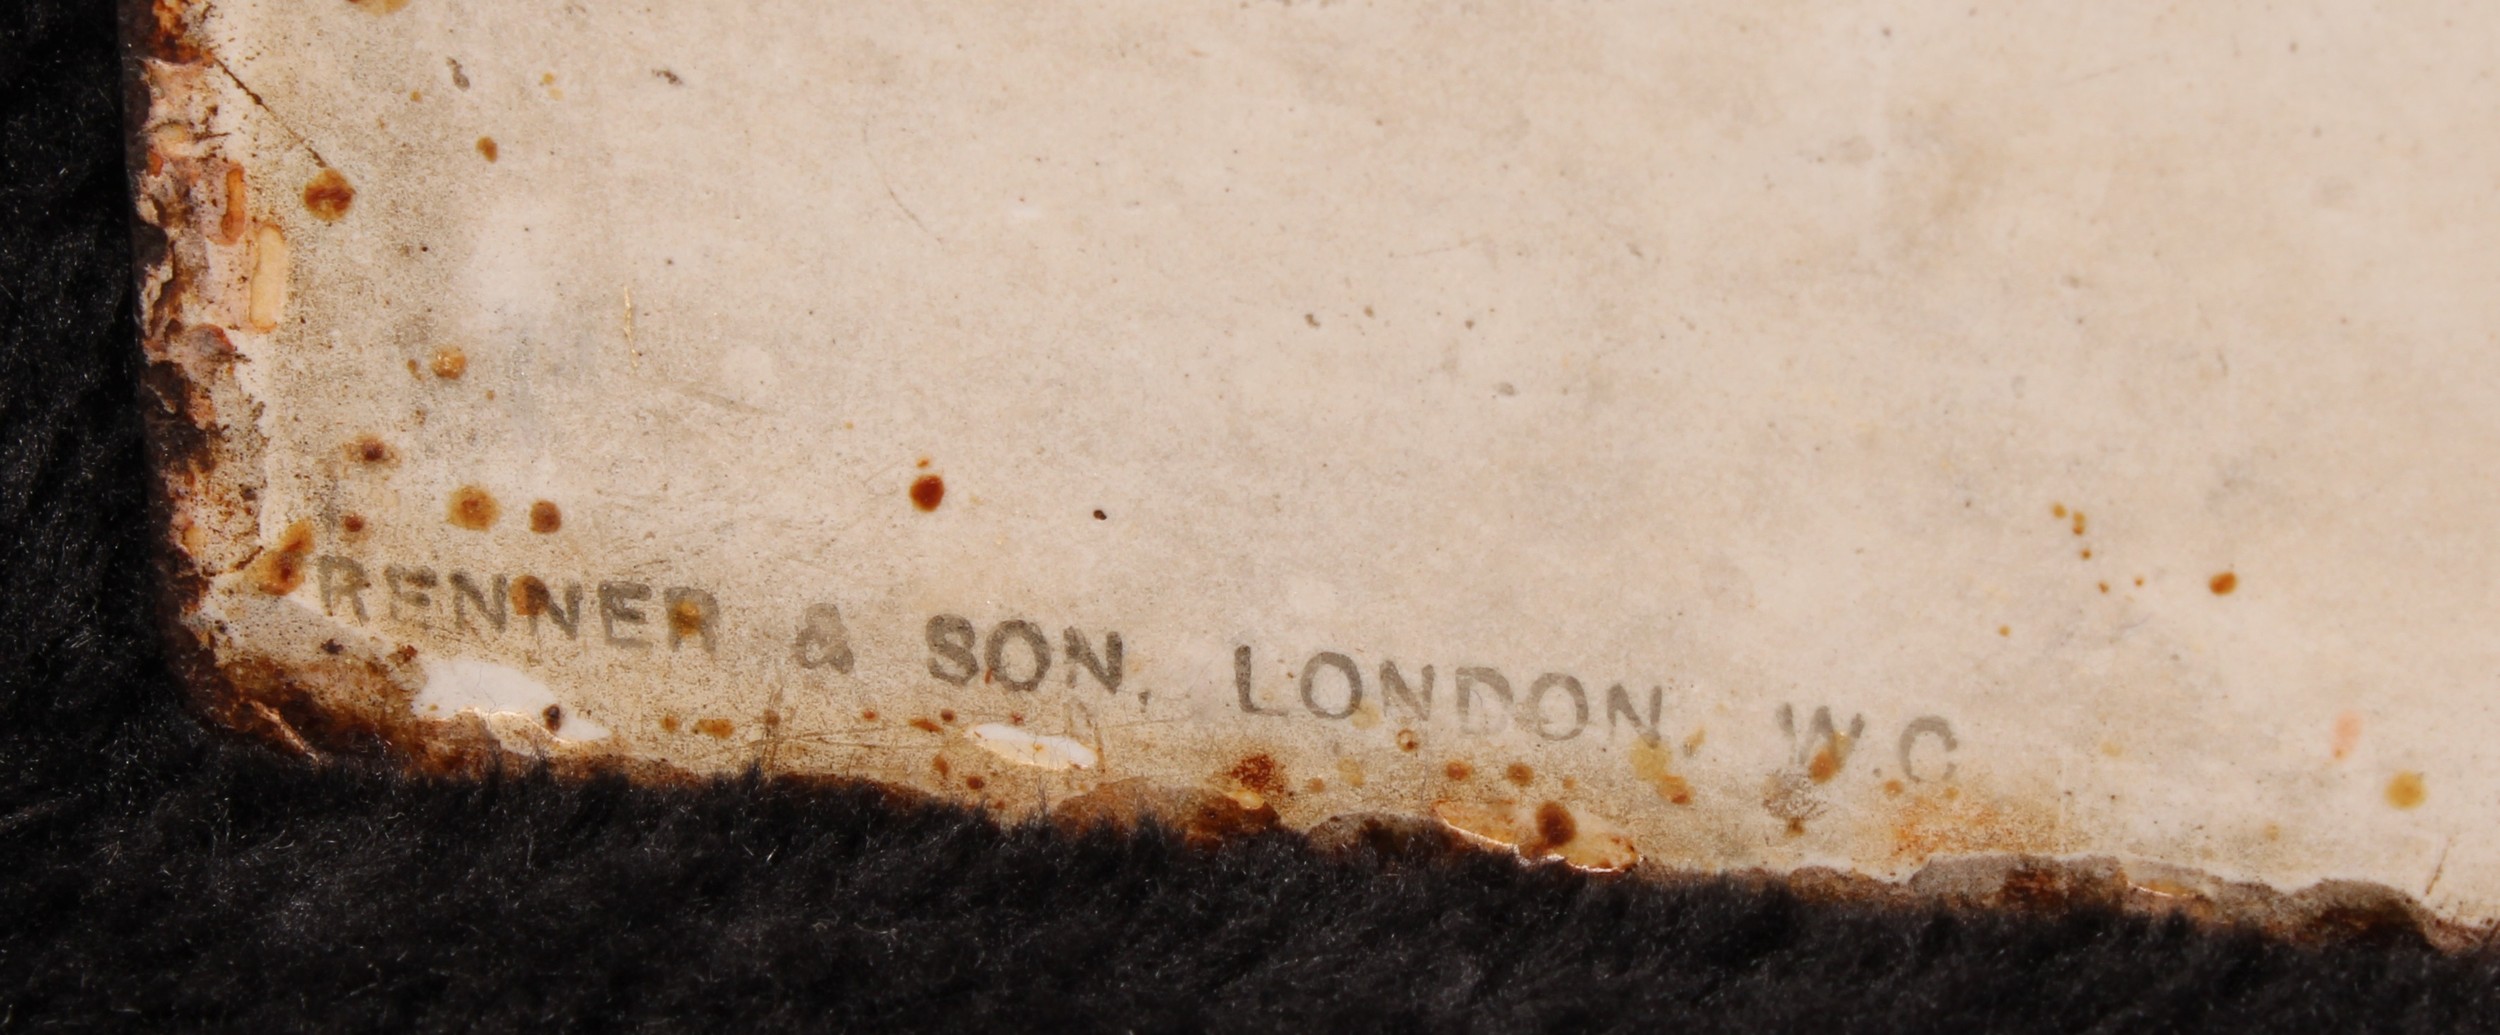 RENNER & SON. LONDON, W.C